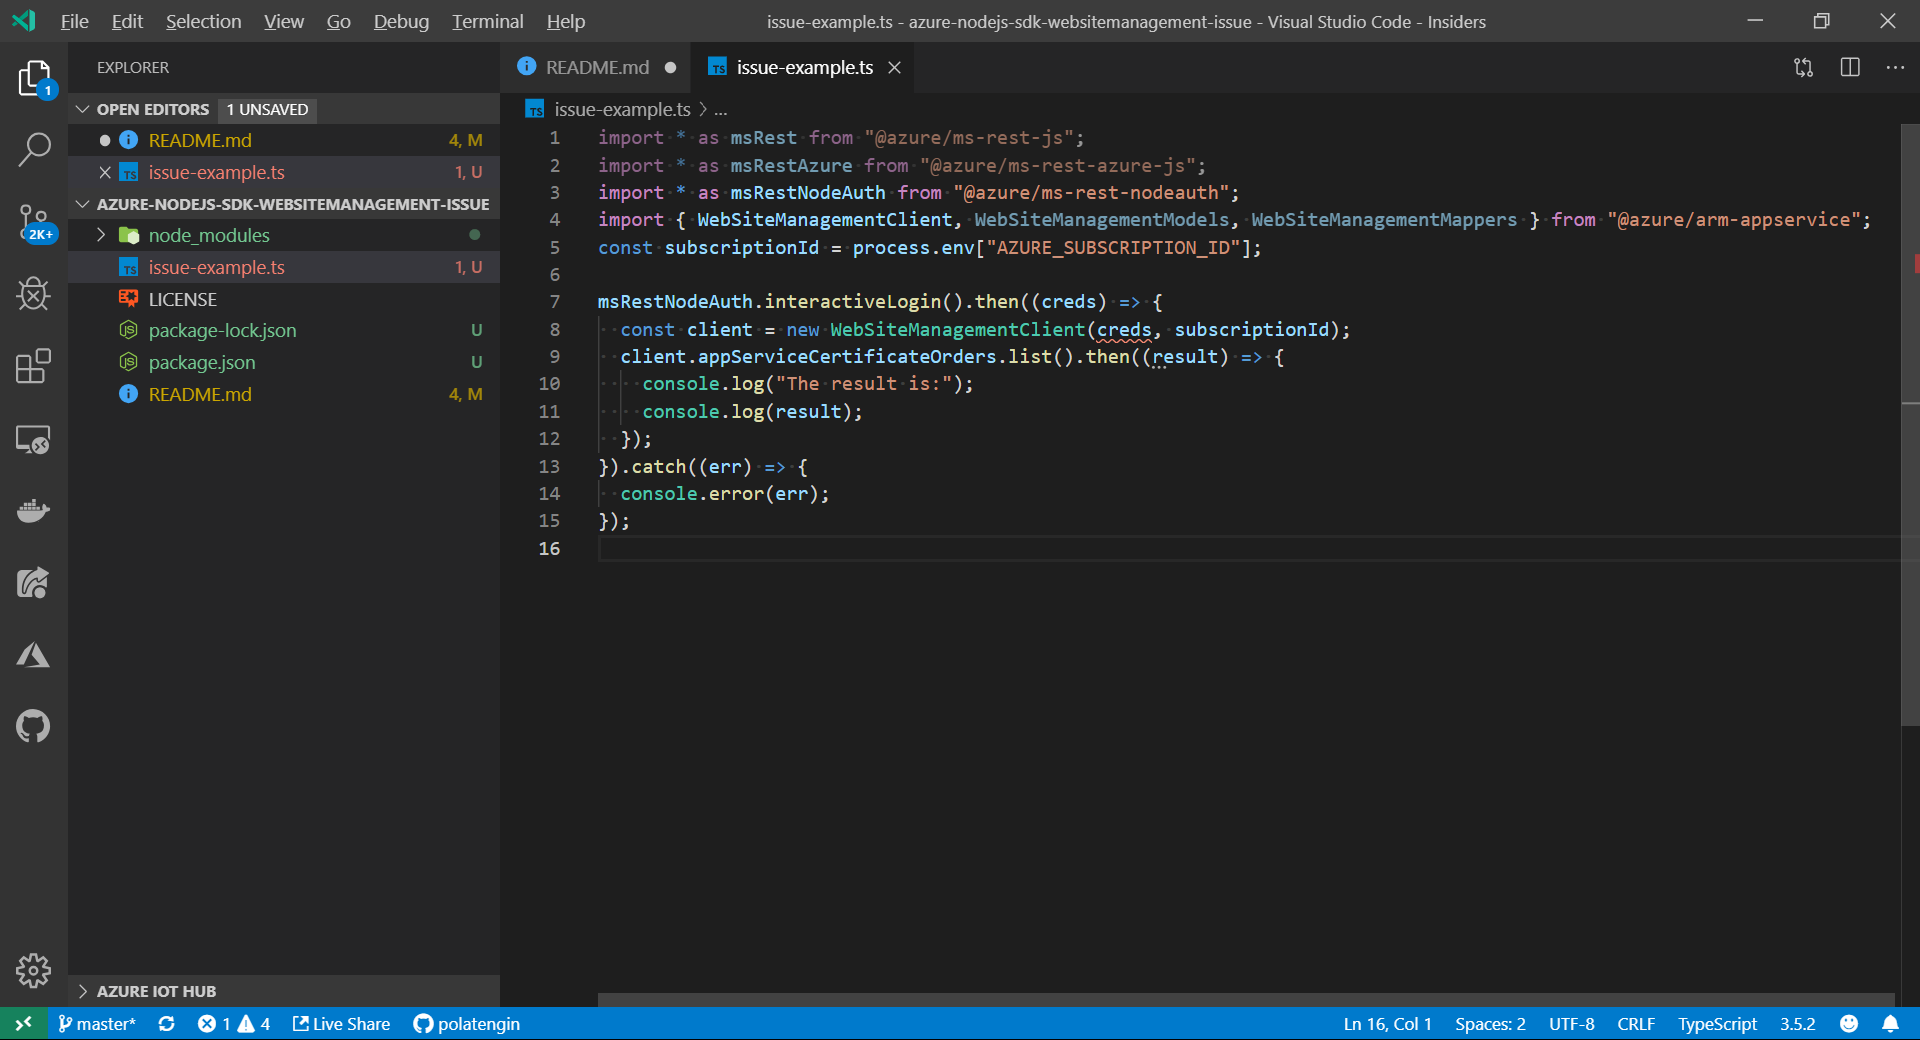 File Edit Selection View Go Debug Terminal Help
issue-example.ts - azure-nodejs-sdk-websitemanagement-issue - Visual Studio Code - Insiders
EXPLORER
1
OPEN EDITORS 1 UNSAVED
README.md 4, M
issue-example.ts 1, U
AZURE-NODEJS-SDK-WEBSITEMANAGEMENT-ISSUE
2K+
node_modules
issue-example.ts 1, U
LICENSE
package-lock.json U
package.json U
README.md 4, M
AZURE IOT HUB
README.md
TS issue-example.ts
TS issue-example.ts > ...
1 import * as msRest from "@azure/ms-rest-js";
2 import * as msRestAzure from "@azure/ms-rest-azure-js";
3 import * as msRestNodeAuth from "@azure/ms-rest-nodeauth";
4 import { WebSiteManagementClient, WebSiteManagementModels, WebSiteManagementMappers } from "@azure/arm-appservice";
5 const subscriptionId = process.env["AZURE_SUBSCRIPTION_ID"];
6
7 msRestNodeAuth.interactiveLogin().then((creds) => {
8 const client = new WebSiteManagementClient(creds, subscriptionId);
9 client.appServiceCertificateOrders.list().then((result) => {
10 console.log("The result is:");
11 console.log(result);
12 });
13 }).catch((err) => {
14 console.error(err);
15 });
16
master* 1 4 Live Share polatengin
Ln 16, Col 1 Spaces: 2 UTF-8 CRLF TypeScript 3.5.2